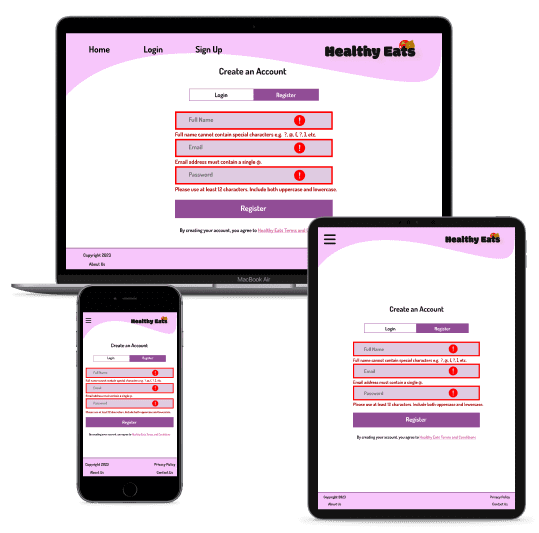 Home Login Sign Up Healthy Eats
Create an Account
Login Register
Full Name !
Full name cannot contain special characters e.g. ?, @, (, ?, ), etc.
Email !
Email address must contain a single @.
Password !
Please use at least 12 characters. Include both uppercase and lowercase.
Register
By creating your account, you agree to Healthy Eats Terms and
Copyright 2023
About Us
MacBook Air
Healthy Eats
Create an Account
Login Register
Full Name !
Full name cannot contain special characters e.g. ?, @, (, ?, ), etc.
Email !
Email address must contain a single @.
Password !
Please use at least 12 characters. Include both uppercase and lowercase.
Register
By creating your account, you agree to Healthy Eats Terms and Conditions
Copyright 2023 Privacy Policy
About Us Contact Us
Healthy Eats
Create an Account
Login Register
Full Name !
Full name cannot contain special characters e.g. ?, @, (, ?, ), etc.
Email !
Email address must contain a single @.
Password !
Please use at least 12 characters. Include both uppercase and lowercase.
Register
By creating your account, you agree to Healthy Eats Terms and Conditions
Copyright 2023 Privacy Policy
About Us Contact Us